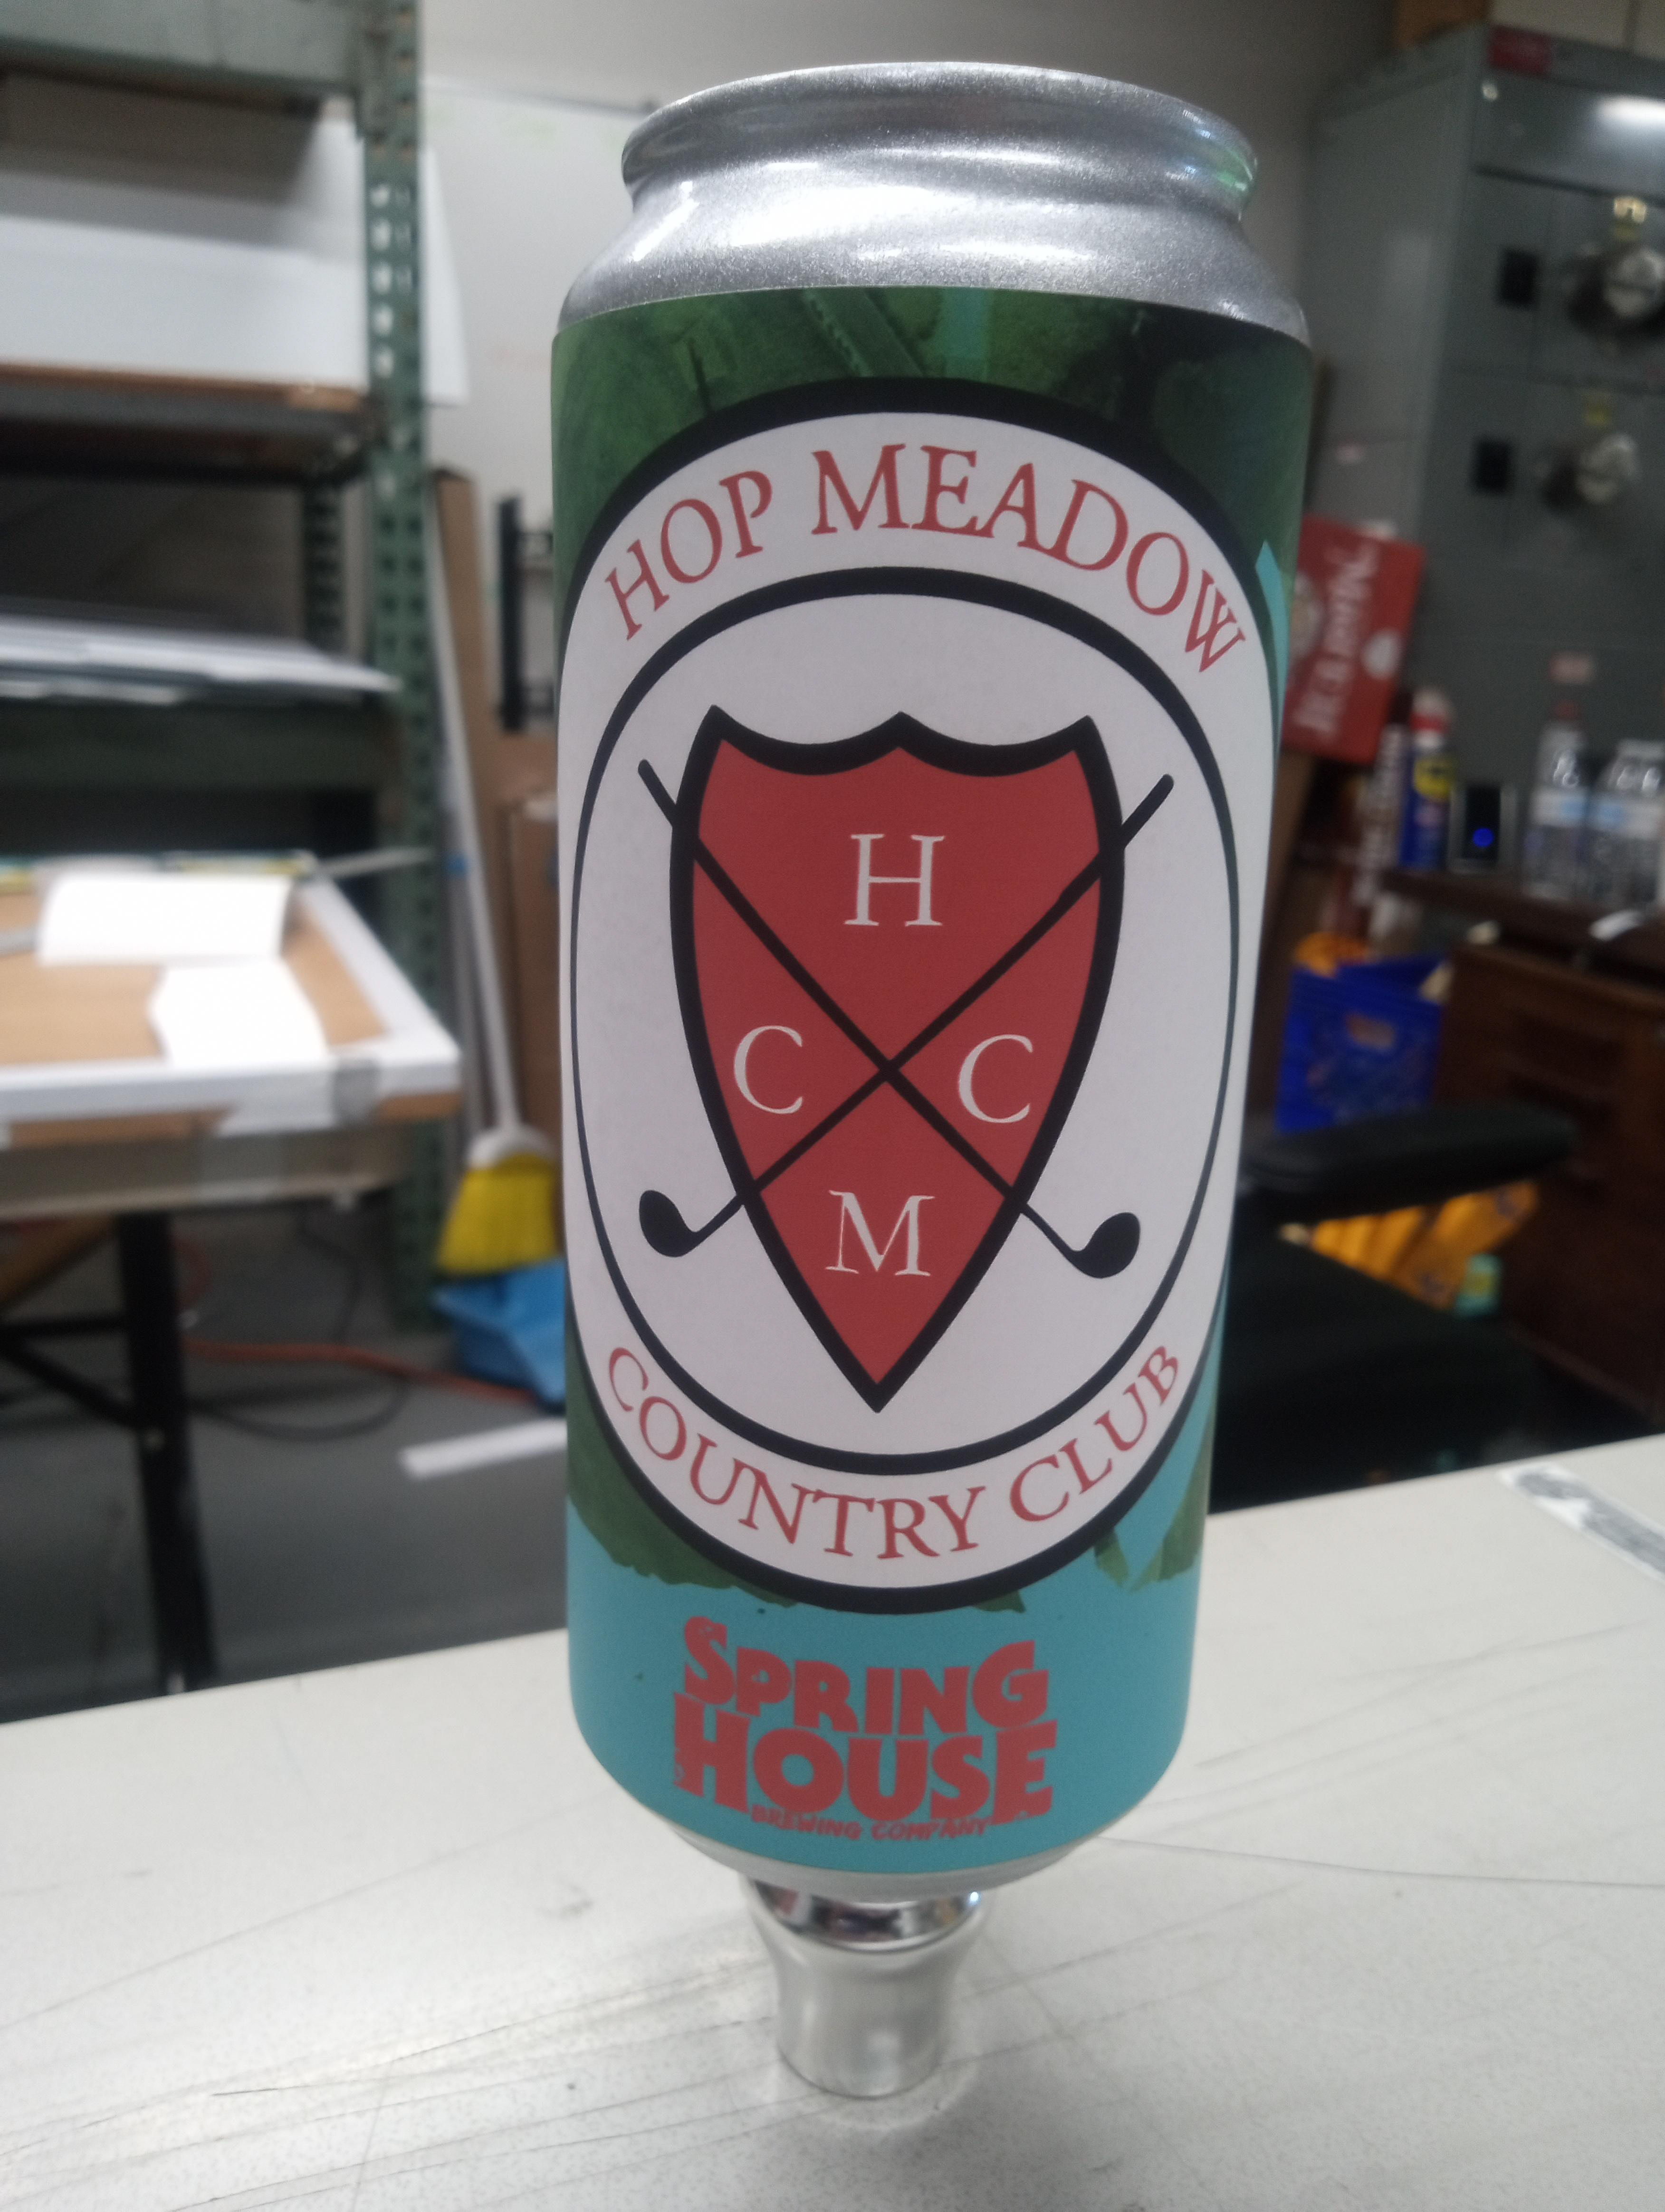 HOP MEADOW
H
C C
M
COUNTRY CLUB
SPRING
HOUSE
BREWING COMPANY